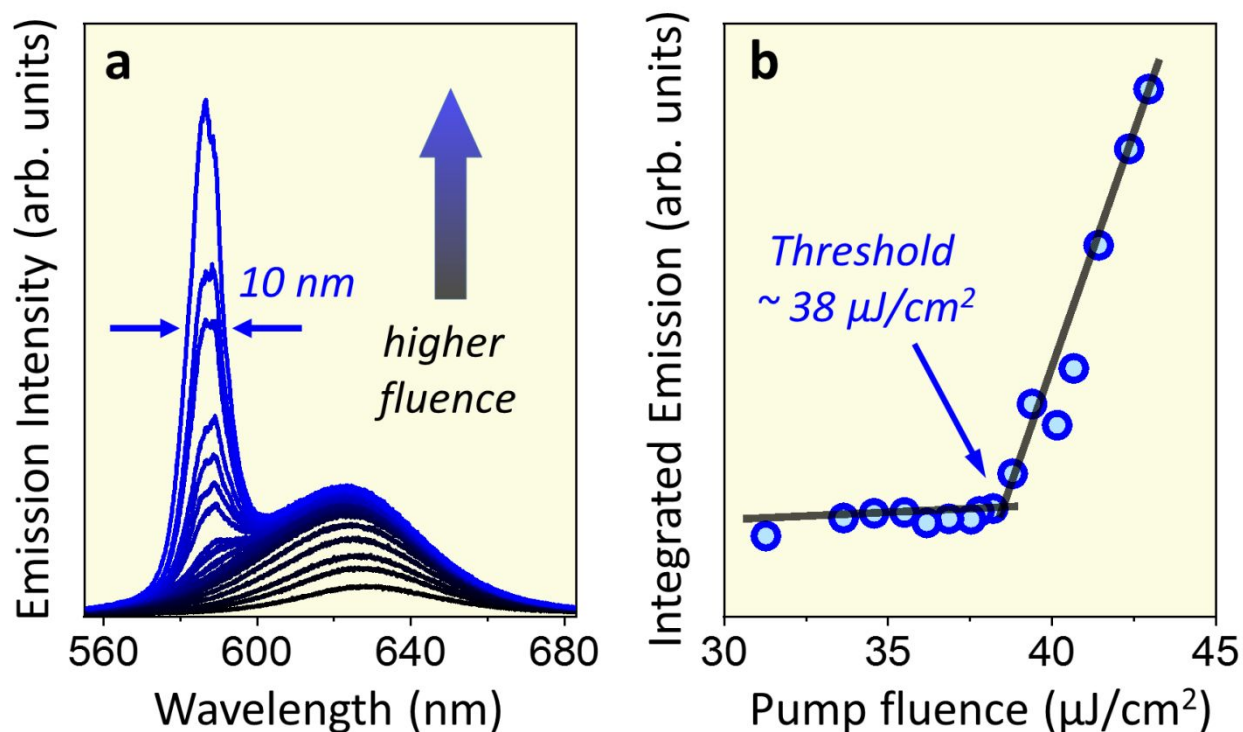 a
Emission Intensity (arb. units)
10 nm
higher
fluence
560
600
640
680
Wavelength (nm)
b
Integrated Emission (arb. units)
Threshold
~ 38 µJ/cm²
30
35
40
45
Pump fluence (µJ/cm²)